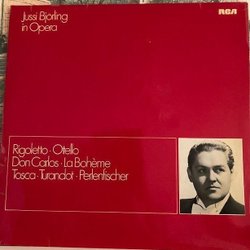 Jussi Björling
in Opera
RCA
Rigoletto · Otello
Don Carlos · La Bohème
Tosca · Turandot · Perlenfischer